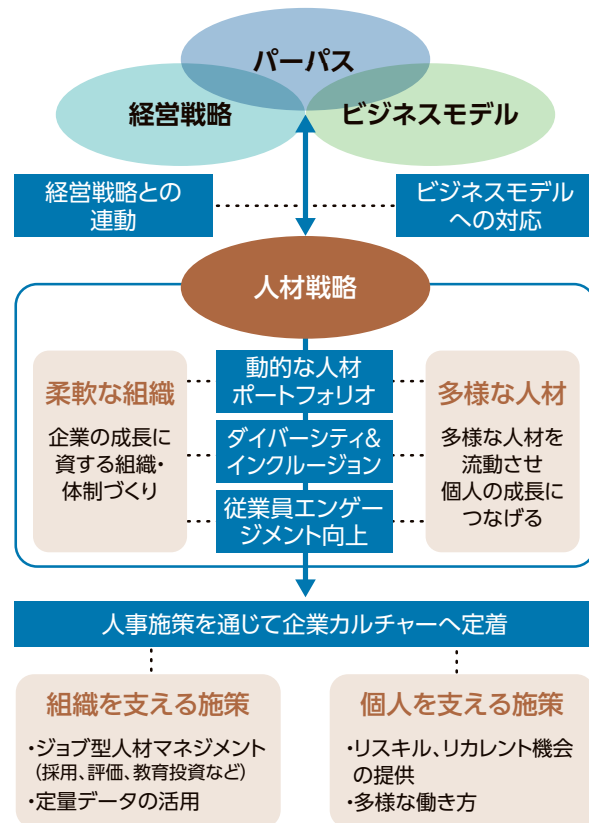 パーパス
経営戦略
ビジネスモデル
経営戦略との
連動
ビジネスモデル
への対応
人材戦略
柔軟な組織
企業の成長に
資する組織・
体制づくり
動的な人材
ポートフォリオ
ダイバーシティ&
インクルージョン
従業員エンゲー
ジメント向上
多様な人材
多様な人材を
流動させ
個人の成長に
つなげる
人事施策を通じて企業カルチャーへ定着
組織を支える施策
・ジョブ型人材マネジメント
（採用、評価、教育投資など）
・定量データの活用
個人を支える施策
・リスキル、リカレント機会
の提供
・多様な働き方